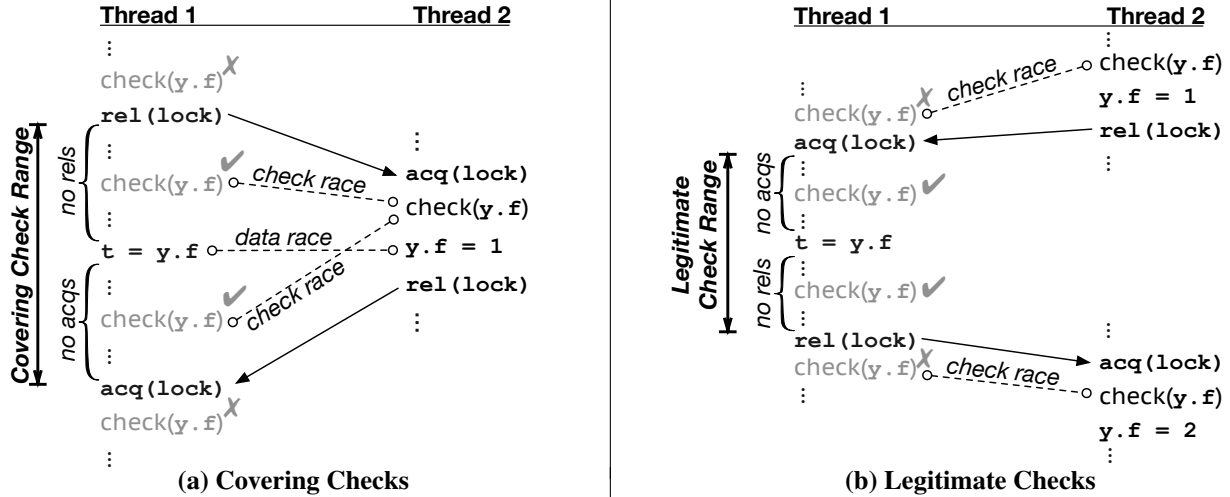 Thread 1
Thread 2
⋮
check(y.f) ✗
rel(lock)
⋮
⋮
acq(lock)
check(y.f) ✔
check race
check(y.f)
⋮
t = y.f
data race
y.f = 1
rel(lock)
⋮
check(y.f) ✔
check race
⋮
⋮
acq(lock)
check(y.f) ✗
⋮
Covering Check Range
no rels
no acqs
(a) Covering Checks
Thread 1
Thread 2
⋮
check(y.f)
check race
⋮
y.f = 1
check(y.f) ✗
rel(lock)
acq(lock)
⋮
⋮
check(y.f) ✔
⋮
t = y.f
⋮
check(y.f) ✔
⋮
⋮
rel(lock)
acq(lock)
check(y.f) ✗
check race
check(y.f)
⋮
y.f = 2
⋮
Legitimate
Check Range
no acqs
no rels
(b) Legitimate Checks